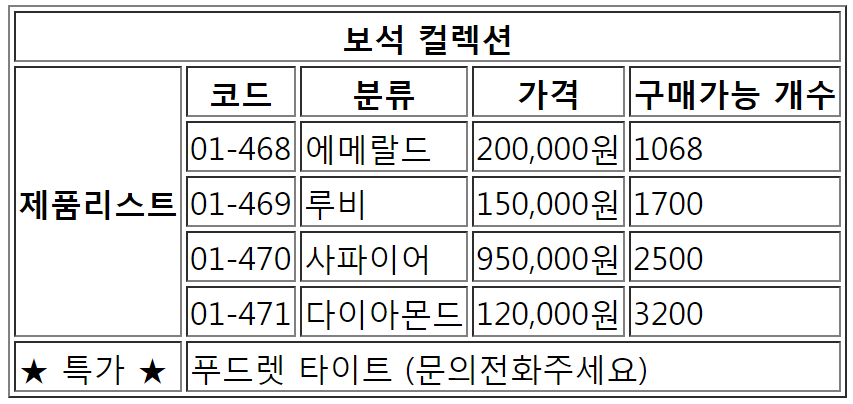 보석 컬렉션
제품리스트 코드 분류 가격 구매가능 개수
01-468 에메랄드 200,000원 1068
01-469 루비 150,000원 1700
01-470 사파이어 950,000원 2500
01-471 다이아몬드 120,000원 3200
★ 특가 ★ 푸드렛 타이트 (문의전화주세요)